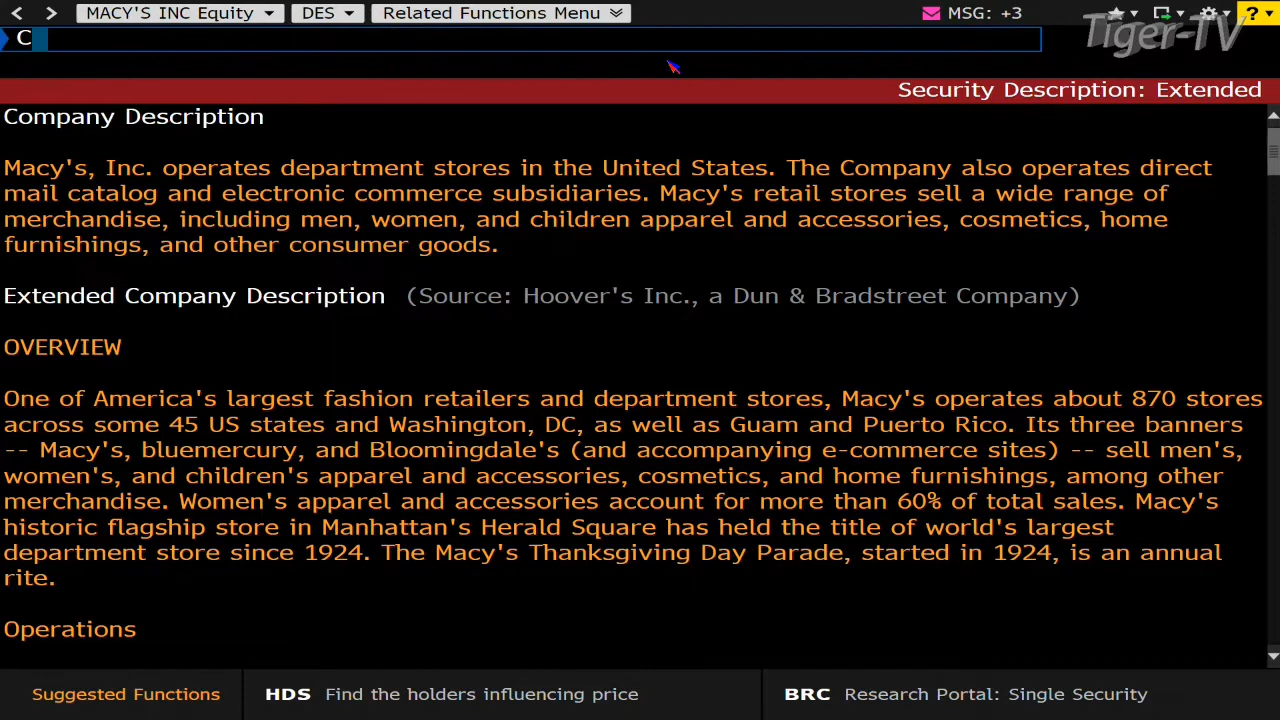 < > MACY'S INC Equity DES Related Functions Menu MSG: +3 ?
C
Tiger-TV
Security Description: Extended
Company Description
Macy's, Inc. operates department stores in the United States. The Company also operates direct
mail catalog and electronic commerce subsidiaries. Macy's retail stores sell a wide range of
merchandise, including men, women, and children apparel and accessories, cosmetics, home
furnishings, and other consumer goods.
Extended Company Description (Source: Hoover's Inc., a Dun & Bradstreet Company)
OVERVIEW
One of America's largest fashion retailers and department stores, Macy's operates about 870 stores
across some 45 US states and Washington, DC, as well as Guam and Puerto Rico. Its three banners
-- Macy's, bluemercury, and Bloomingdale's (and accompanying e-commerce sites) -- sell men's,
women's, and children's apparel and accessories, cosmetics, and home furnishings, among other
merchandise. Women's apparel and accessories account for more than 60% of total sales. Macy's
historic flagship store in Manhattan's Herald Square has held the title of world's largest
department store since 1924. The Macy's Thanksgiving Day Parade, started in 1924, is an annual
rite.
Operations
Suggested Functions HDS Find the holders influencing price BRC Research Portal: Single Security